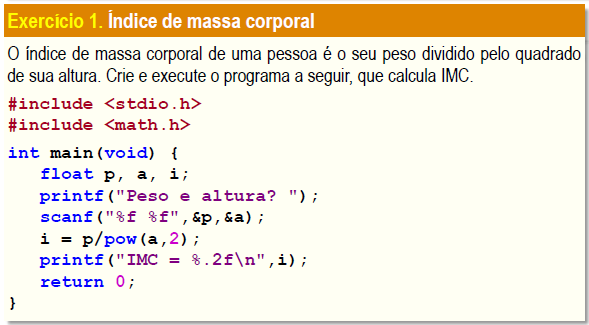 Exercício 1. Índice de massa corporal
O índice de massa corporal de uma pessoa é o seu peso dividido pelo quadrado
de sua altura. Crie e execute o programa a seguir, que calcula IMC.
#include <stdio.h>
#include <math.h>
int main(void) {
   float p, a, i;
   printf("Peso e altura? ");
   scanf("%f %f",&p,&a);
   i = p/pow(a,2);
   printf("IMC = %.2f\n",i);
   return 0;
}